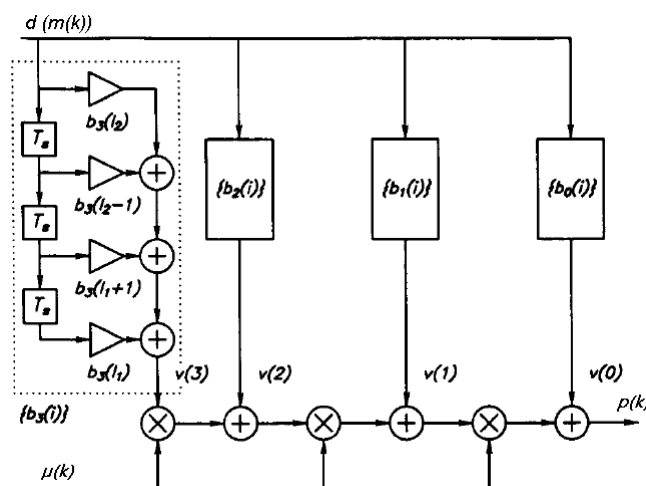 d (m(k))
b₃(I₂)
Tₛ
b₃(I₂-1)
{b₂(i)}
{b₁(i)}
{b₀(i)}
Tₛ
b₃(I₁+1)
Tₛ
b₃(I₁)
v(3)
v(2)
v(1)
v(0)
{b₃(i)}
p(k)
μ(k)